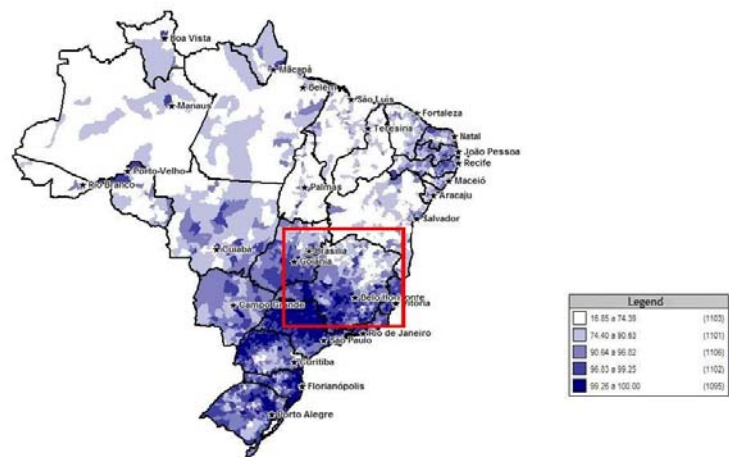 Boa Vista
Macapá
Belém
São Luis
Manaus
Fortaleza
Teresina
Natal
João Pessoa
Recife
Porto Velho
Maceió
Rio Branco
Palmas
Aracaju
Salvador
Cuiabá
Brasília
Goiânia
Belo Horizonte
Vitoria
Campo Grande
Rio de Janeiro
São Paulo
Curitiba
Florianópolis
Porto Alegre
Legend
16.85 a 74.39 (1103)
74.40 a 90.63 (1101)
90.64 a 96.82 (1106)
96.83 a 99.25 (1102)
99.26 a 100.00 (1095)